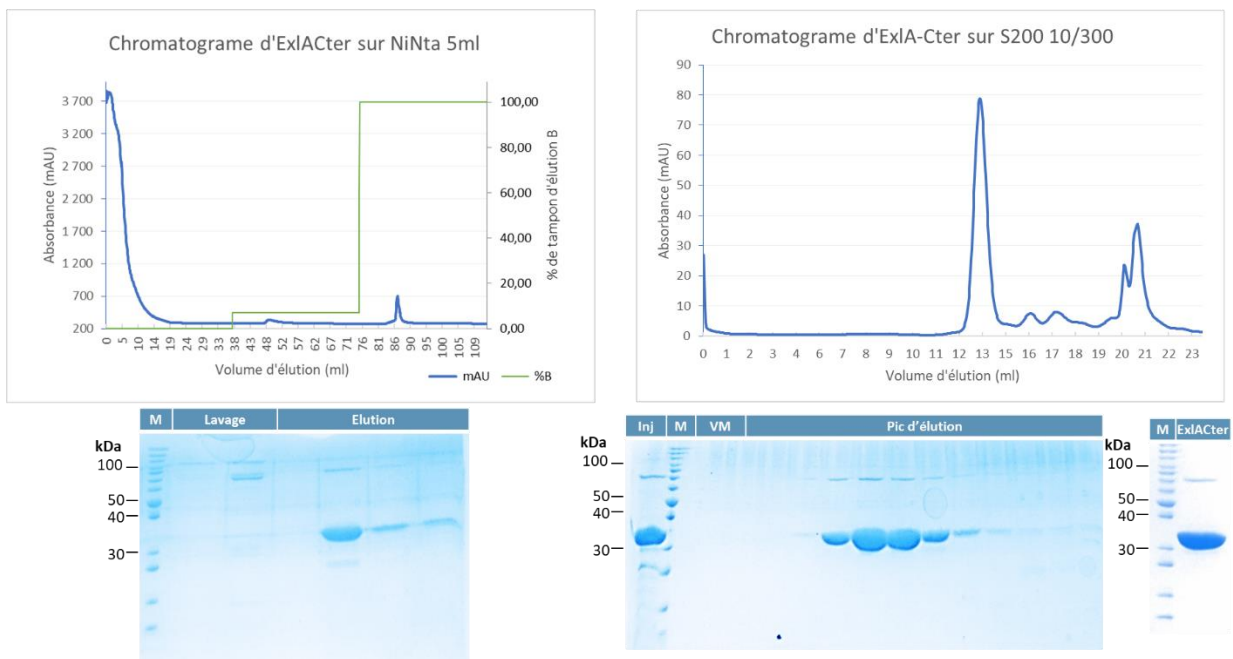 Chromatograme d'ExlACter sur NiNta 5ml
Absorbance (mAU)
3 700
3 200
2 700
2 200
1 700
1 200
700
200
100,00
80,00
60,00
40,00
20,00
0,00
% de tampon d'élution B
0 5 10 14 19 24 29 33 38 43 48 52 57 62 67 71 76 81 86 91 95 100 105 109
Volume d'élution (ml)
mAU %B
Chromatograme d'ExlA-Cter sur S200 10/300
Absorbance (mAU)
90
80
70
60
50
40
30
20
10
0
0 1 2 3 4 5 6 7 8 9 10 11 12 13 14 15 16 17 18 19 20 21 22 23
Volume d'élution (ml)
M Lavage Elution
kDa
100
50
40
30
Inj M VM Pic d'élution
kDa
100
50
40
30
M ExlACter
kDa
100
50
40
30